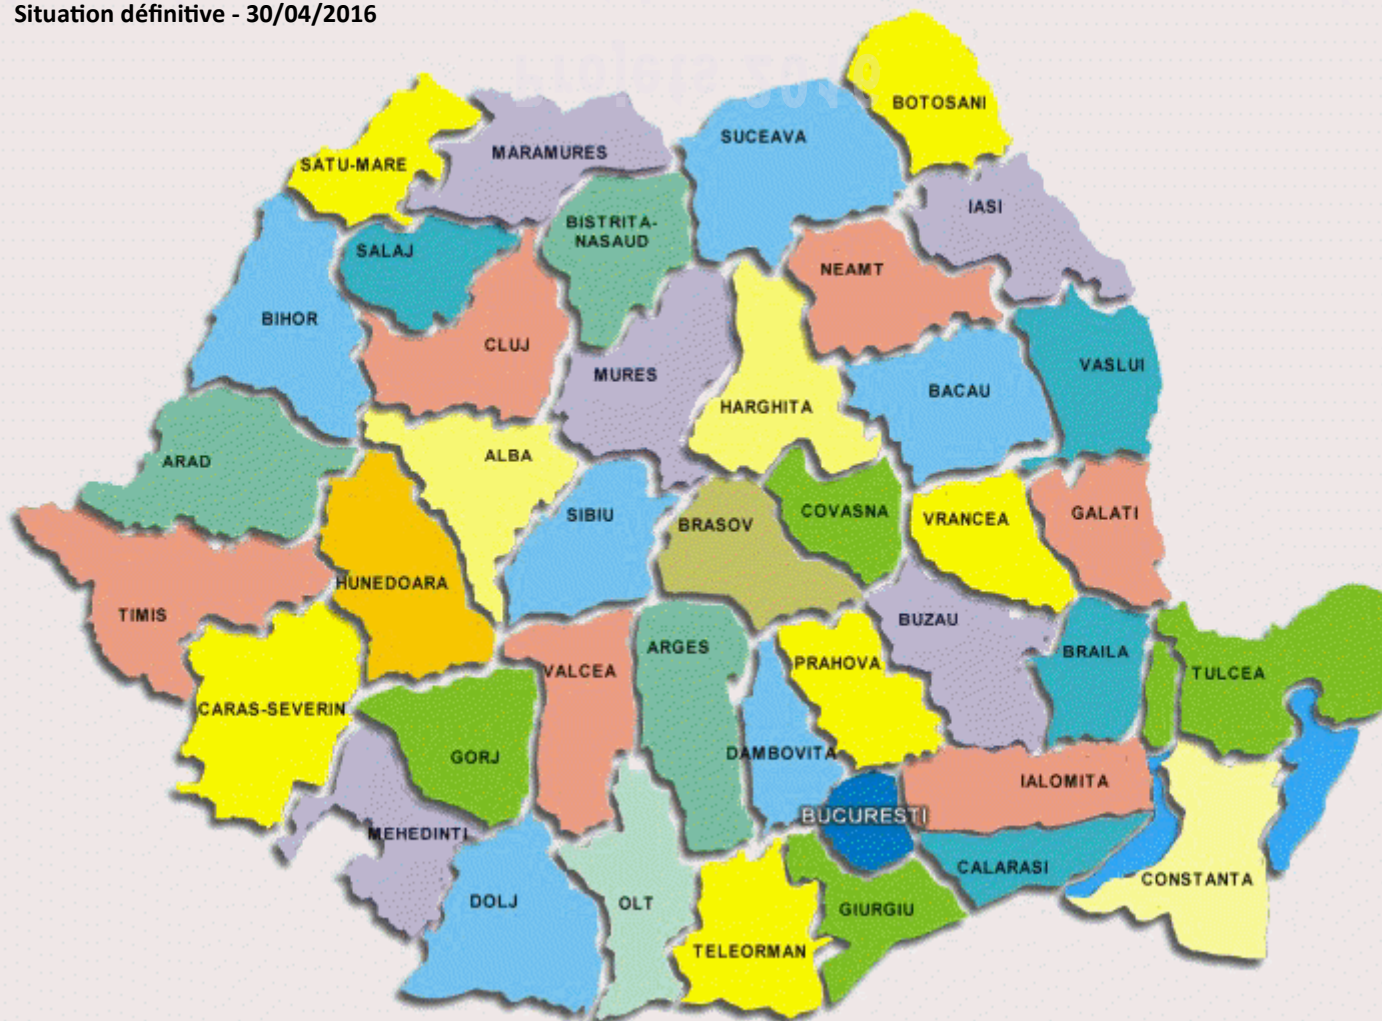 Situation définitive - 30/04/2016
BOTOSANI
SUCEAVA
MARAMURES
SATU-MARE
IASI
BISTRITA-
NASAUD
SALAJ
NEAMT
BIHOR
CLUJ
VASLUI
MURES
BACAU
HARGHITA
ALBA
ARAD
COVASNA
GALATI
SIBIU
VRANCEA
BRASOV
HUNEDOARA
TIMIS
BUZAU
ARGES
BRAILA
PRAHOVA
VALCEA
TULCEA
CARAS-SEVERIN
DAMBOVITA
GORJ
IALOMITA
BUCURESTI
MEHEDINTI
CALARASI
CONSTANTA
DOLJ
OLT
GIURGIU
TELEORMAN